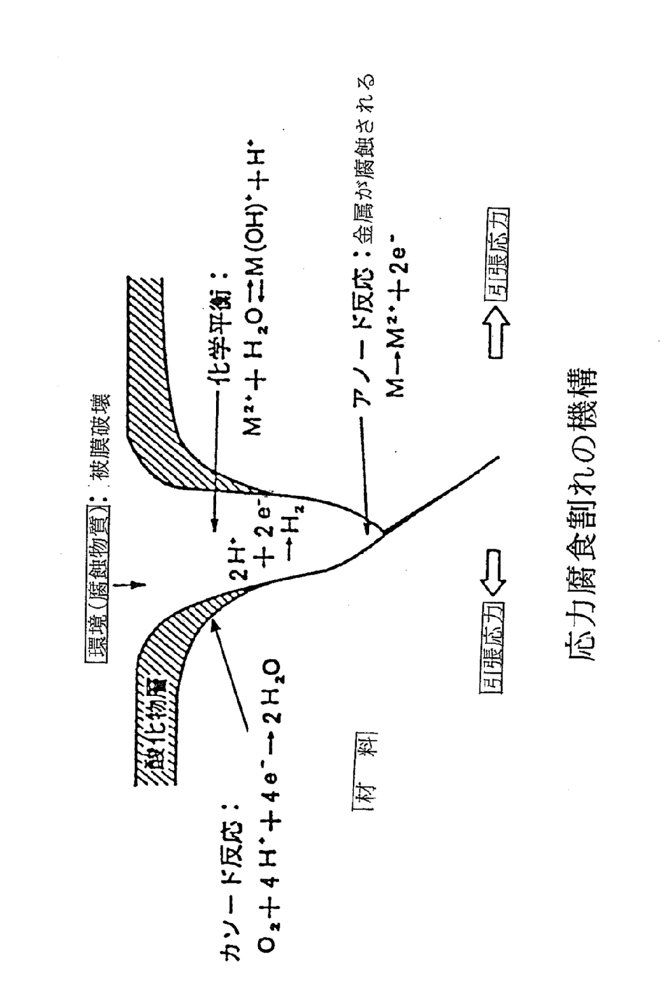 環境(腐蝕物質):被膜破壊
酸化物層
カソード反応:
O₂+4H⁺+4e⁻→2H₂O
2H⁺
+2e⁻
→H₂
化学平衡:
M²⁺+H₂O⇄M(OH)⁺+H⁺
アノード反応:金属が腐蝕される
M→M²⁺+2e⁻
材 料
引張応力
引張応力
応力腐食割れの機構